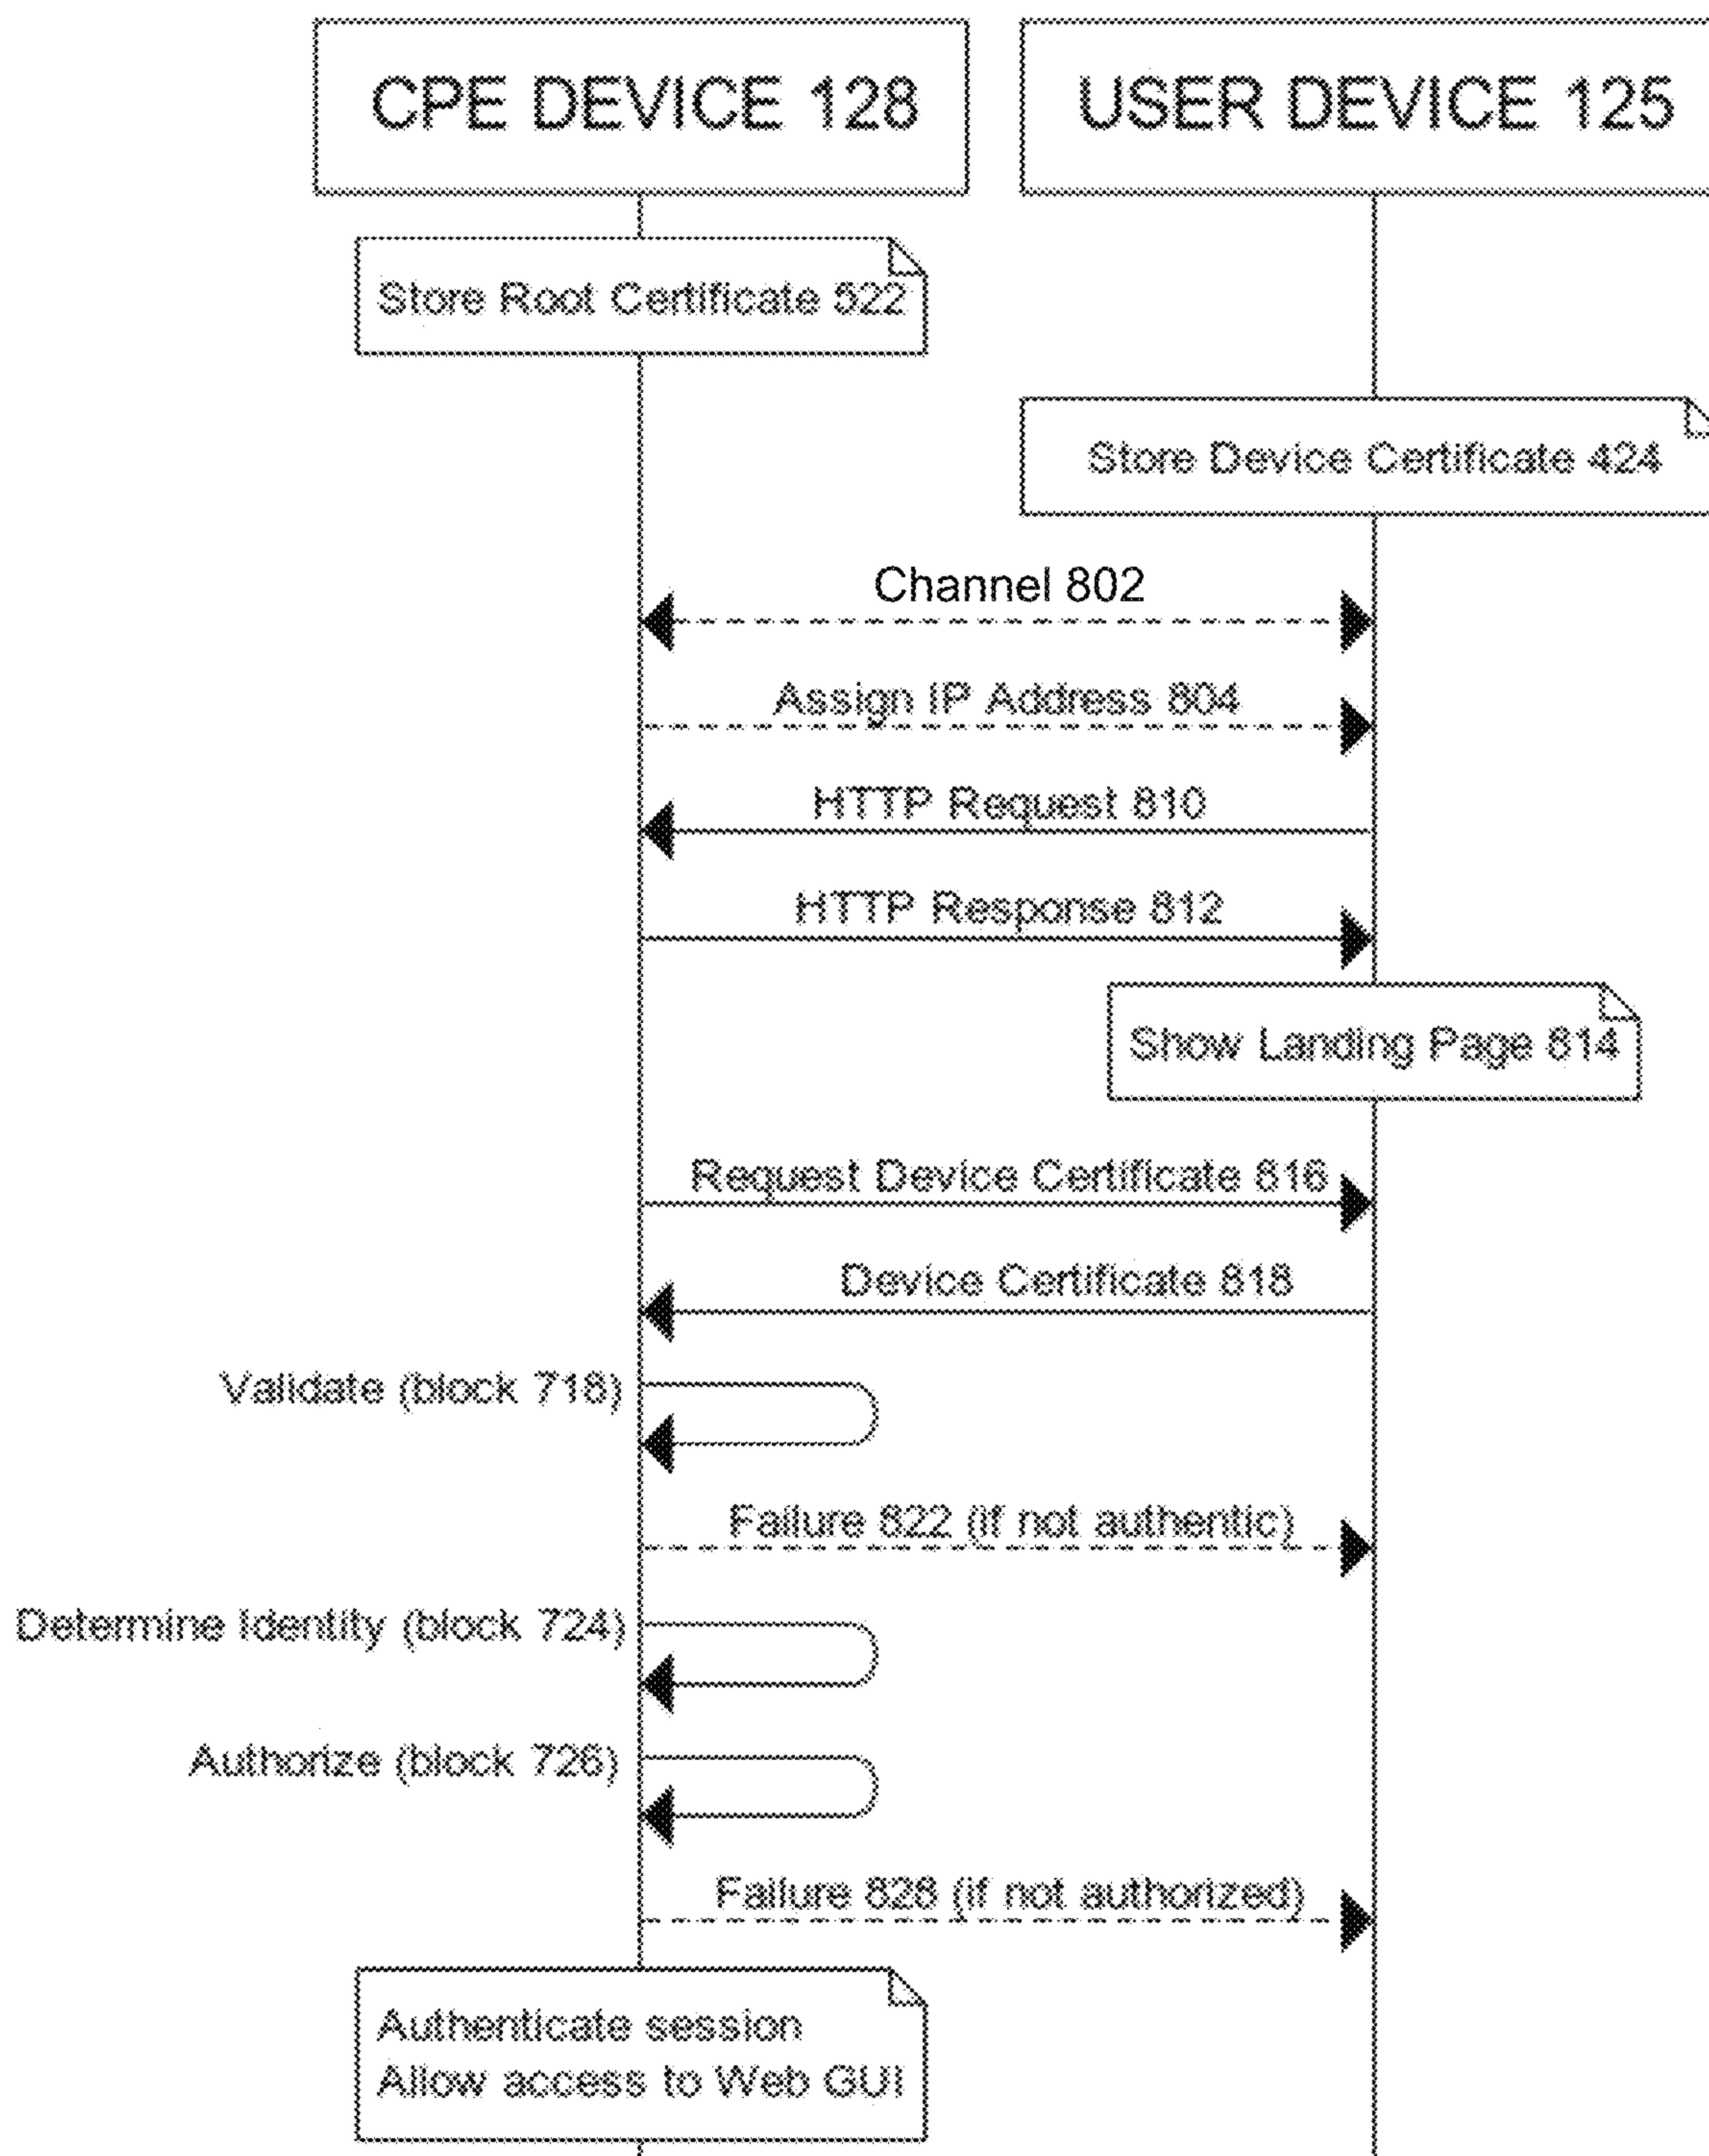 CPE DEVICE 128
USER DEVICE 125
Store Root Certificate 522
Store Device Certificate 424
Channel 802
Assign IP Address 804
HTTP Request 810
HTTP Response 812
Show Landing Page 814
Request Device Certificate 816
Device Certificate 818
Validate (block 718)
Failure 822 (if not authentic)
Determine Identity (block 724)
Authorize (block 726)
Failure 828 (if not authorized)
Authenticate session
Allow access to Web GUI